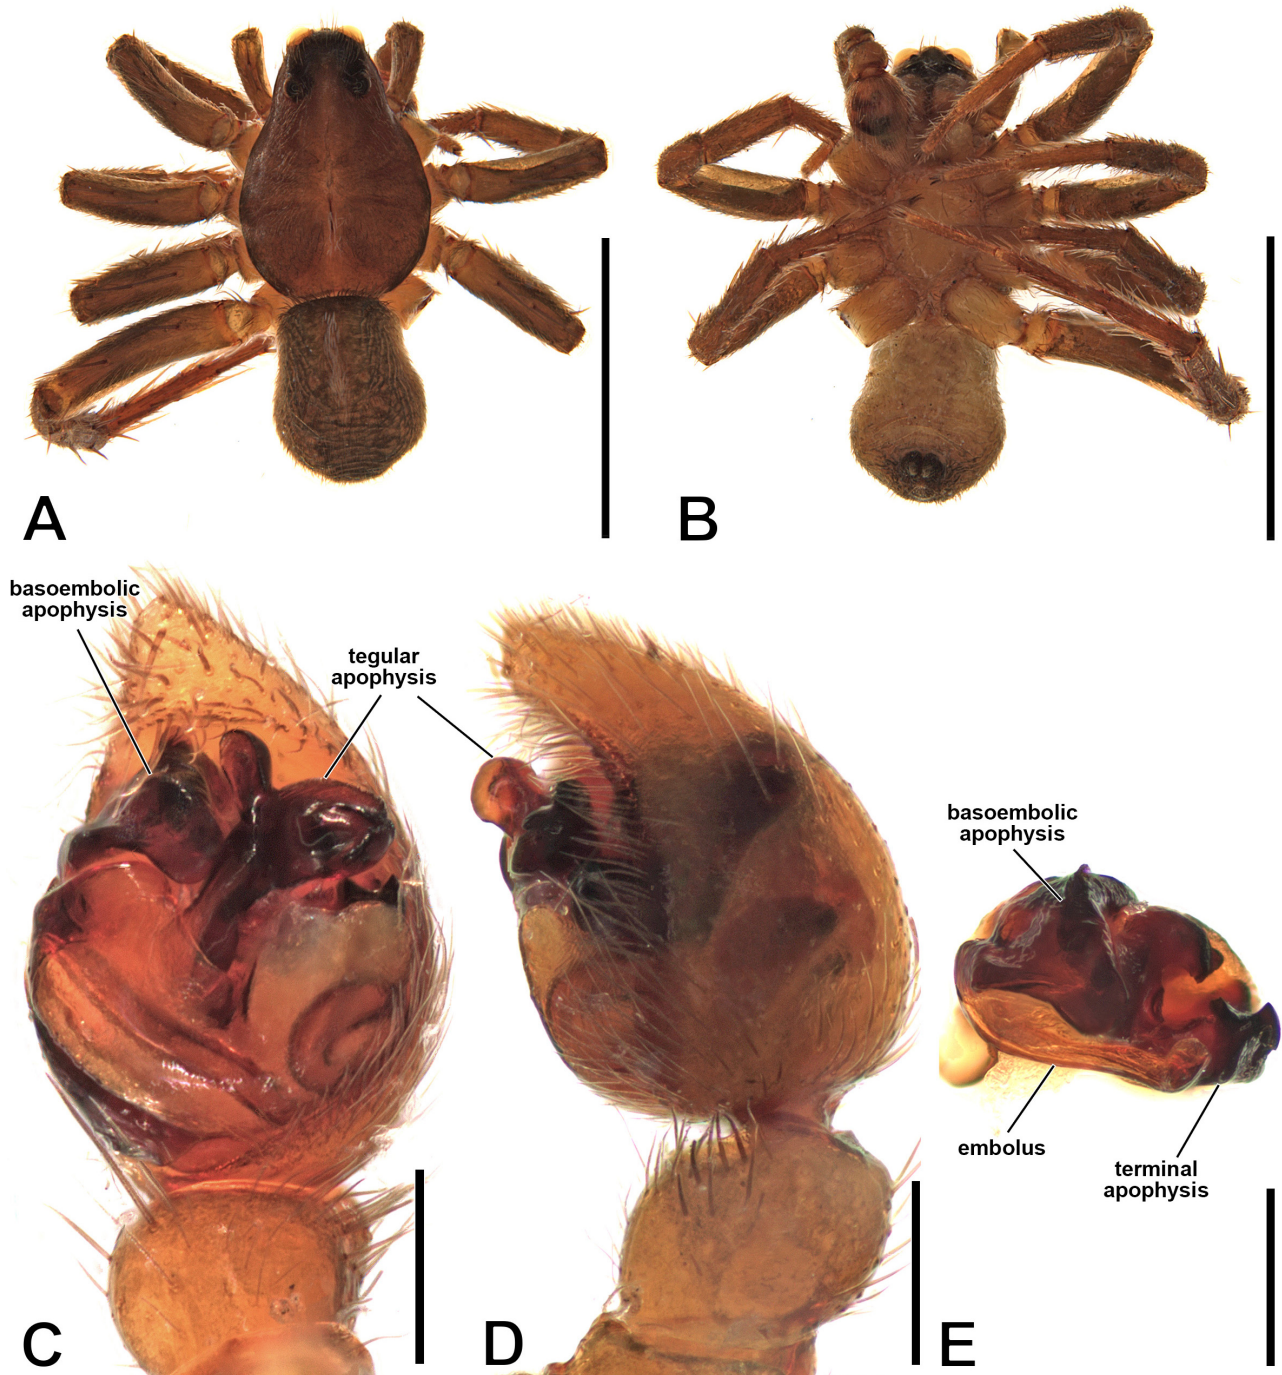 A
B
basoembolic
apophysis
tegular
apophysis
basoembolic
apophysis
embolus
terminal
apophysis
C
D
E